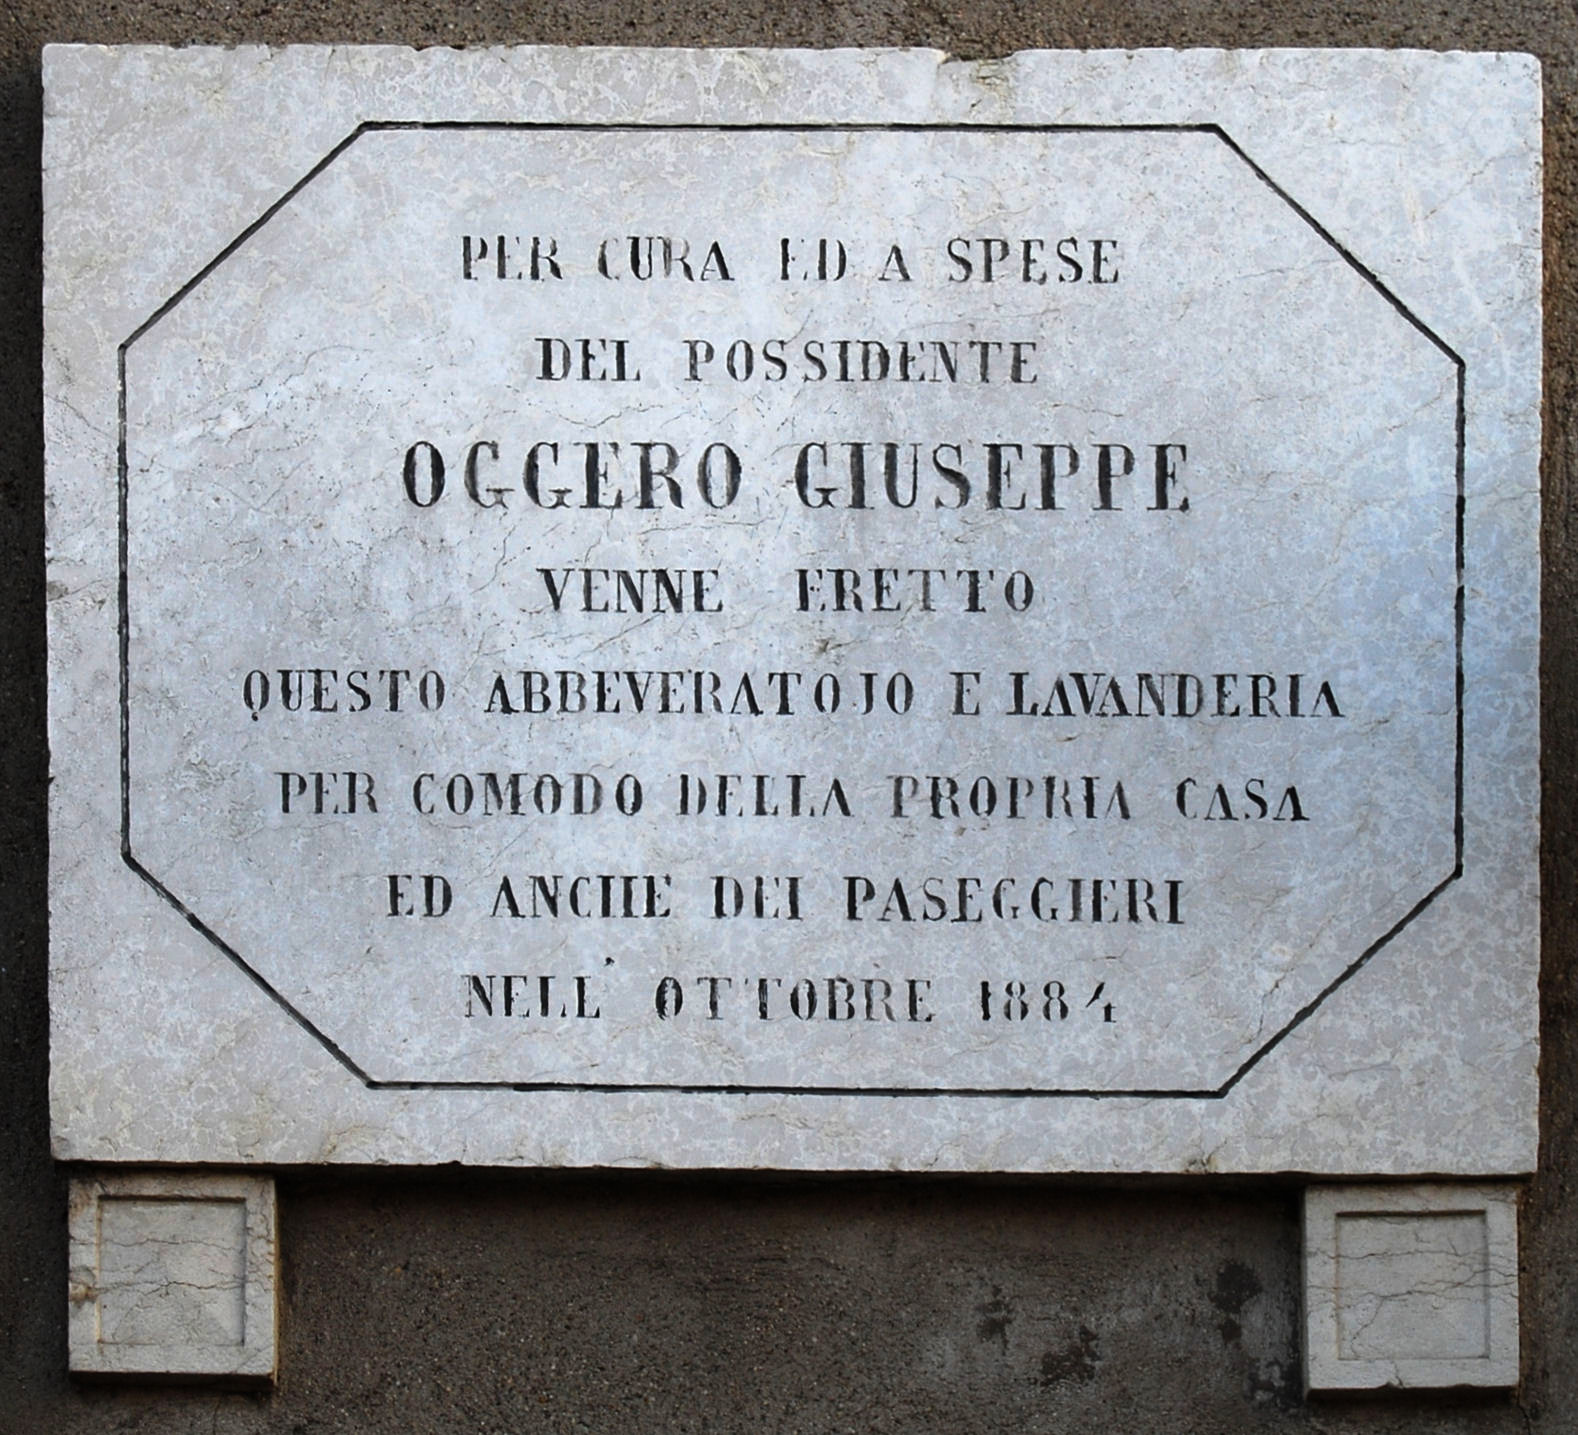 PER CURA ED A SPESE
DEL POSSIDENTE
OGGERO GIUSEPPE
VENNE ERETTO
QUESTO ABBEVERATOJO E LAVANDERIA
PER COMODO DELLA PROPRIA CASA
ED ANCHE DEI PASEGGIERI
NELL' OTTOBRE 1884